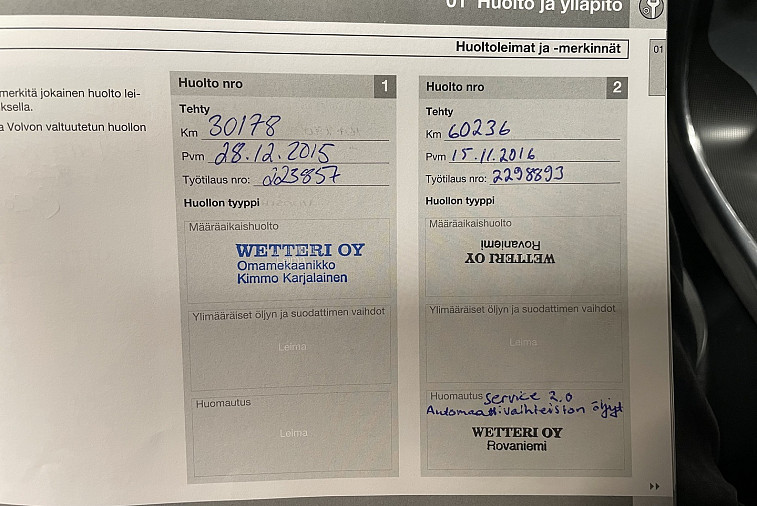 01 Huolto ja ylläpito
Huoltoleimat ja -merkinnät
01
merkitä jokainen huolto lei-
ksella.
a Volvon valtuutetun huollon
Huolto nro 1
Tehty
Km 30178
Pvm 28.12.2015
Työtilaus nro: 223857
Huollon tyyppi
Määräaikaishuolto
WETTERI OY
Omamekaanikko
Kimmo Karjalainen
Ylimääräiset öljyn ja suodattimen vaihdot
Leima
Huomautus
Leima
Huolto nro 2
Tehty
Km 60236
Pvm 15.11.2016
Työtilaus nro: 2298893
Huollon tyyppi
Määräaikaishuolto
WETTERI OY
Rovaniemi
Ylimääräiset öljyn ja suodattimen vaihdot
Leima
Huomautus Service 2.0
Automaattivaihteiston öljyt
WETTERI OY
Rovaniemi